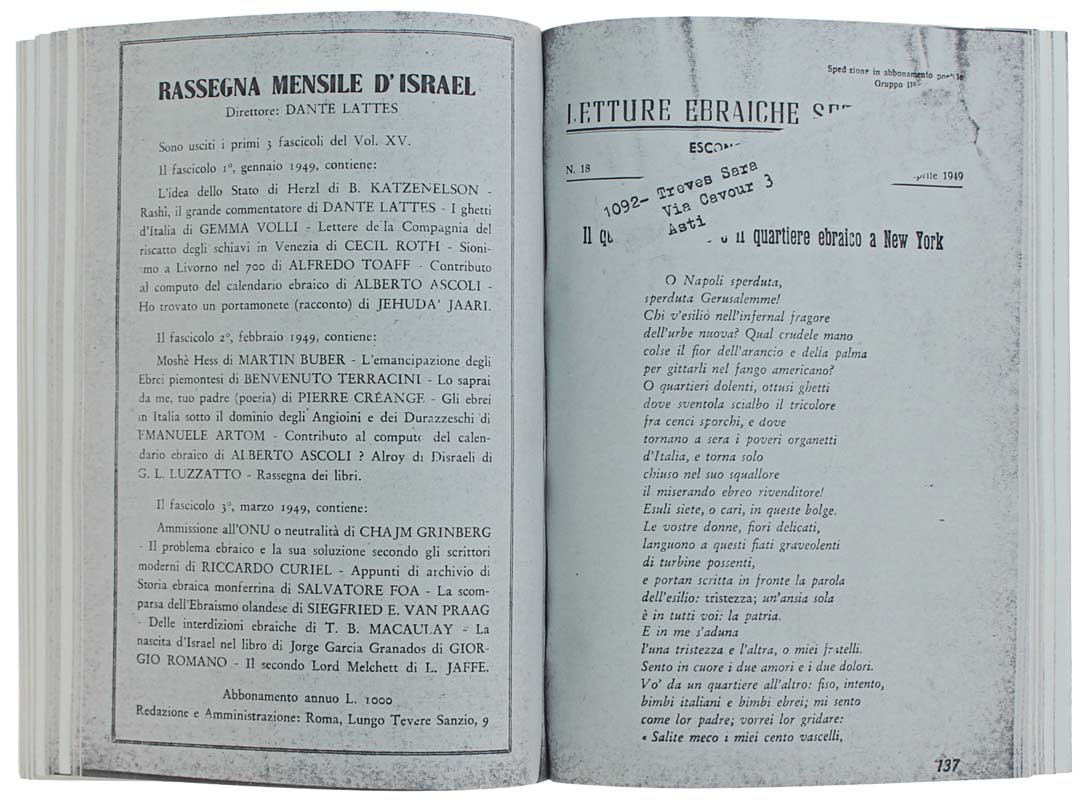 RASSEGNA MENSILE D'ISRAEL
Direttore: DANTE LATTES
Sono usciti i primi 3 fascicoli del Vol. XV.
Il fascicolo 1º, gennaio 1949, contiene:
L'idea dello Stato di Herzl di B. KATZENELSON -
Rashi, il grande commentatore di DANTE LATTES - I ghetti
d'Italia di GEMMA VOLLI - Lettere della Compagnia del
riscatto degli schiavi in Venezia di CECIL ROTH - Sioni-
mo a Livorno nel 700 di ALFREDO TOAFF - Contributo
al computo del calendario ebraico di ALBERTO ASCOLI -
Ho trovato un portamonete (racconto) di JEHUDA' JAARI.
Il fascicolo 2º, febbraio 1949, contiene:
Moshè Hess di MARTIN BUBER - L'emancipazione degli
Ebrei piemontesi di BENVENUTO TERRACINI - Lo saprai
da me, tuo padre (poesia) di PIERRE CRÉANGE - Gli ebrei
in Italia sotto il dominio degli Angioini e dei Durazzeschi di
EMANUELE ARTOM - Contributo al computo del calen-
dario ebraico di ALBERTO ASCOLI ? Alroy di Disraeli di
G. L. LUZZATTO - Rassegna dei libri.
Il fascicolo 3º, marzo 1949, contiene:
Ammissione all'ONU o neutralità di CHAJM GRINBERG
- Il problema ebraico e la sua soluzione secondo gli scrittori
moderni di RICCARDO CURIEL - Appunti di archivio di
Storia ebraica monferrina di SALVATORE FOA - La scom-
parsa dell'Ebraismo olandese di SIEGFRIED E. VAN PRAAG
- Delle interdizioni ebraiche di T. B. MACAULAY - La
nascita d'Israel nel libro di Jorge Garcia Granados di GIOR-
GIO ROMANO - Il secondo Lord Melchett di L. JAFFE.
Abbonamento annuo L. 1000
Redazione e Amministrazione: Roma, Lungo Tevere Sanzio, 9
Spedizione in abbonamento
Gruppo
LETTURE EBRAICHE
N. 18
1949
1092- Treves Sara
Via Cavour 3
Asti
Il quartiere ebraico a New York
O Napoli sperduta,
sperduta Gerusalemme!
Chi v'esiliò nell'infernal fragore
dell'urbe nuova? Qual crudele mano
colse il fior dell'arancio e della palma
per gittarli nel fango americano?
O quartieri dolenti, ottusi ghetti
dove sventola scialbo il tricolore
fra cenci sporchi, e dove
tornano a sera i poveri organetti
d'Italia, e torna solo
chiuso nel suo squallore
il miserando ebreo rivenditore!
Esuli siete, o cari, in queste bolge.
Le vostre donne, fiori delicati,
languono a questi fiati graveolenti
di turbine possenti,
e portan scritta in fronte la parola
dell'esilio: tristezza; un'ansia sola
è in tutti voi: la patria.
E in me s'aduna
l'una tristezza e l'altra, o miei fratelli.
Sento in cuore i due amori e i due dolori.
Vo' da un quartiere all'altro: fiso, intento,
bimbi italiani e bimbi ebrei; mi sento
come lor padre; vorrei lor gridare:
« Salite meco i miei cento vascelli,
137